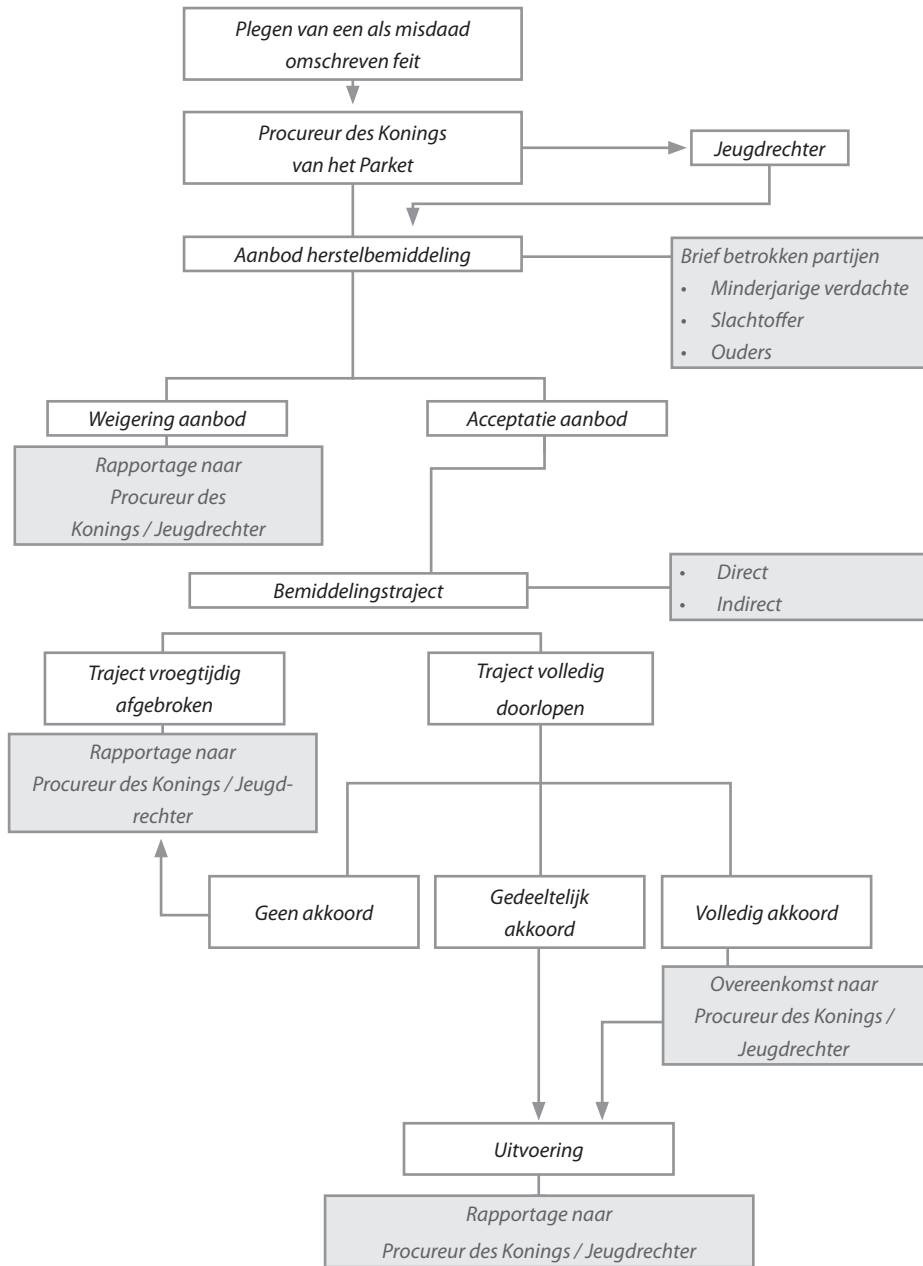 Plegen van een als misdaad
omschreven feit
Procureur des Konings
van het Parket
Jeugdrechter
Aanbod herstelbemiddeling
Brief betrokken partijen
• Minderjarige verdachte
• Slachtoffer
• Ouders
Weigering aanbod
Acceptatie aanbod
Rapportage naar
Procureur des
Konings / Jeugdrechter
Bemiddelingstraject
• Direct
• Indirect
Traject vroegtijdig
afgebroken
Traject volledig
doorlopen
Rapportage naar
Procureur des Konings / Jeugd-
rechter
Geen akkoord
Gedeeltelijk
akkoord
Volledig akkoord
Overeenkomst naar
Procureur des Konings /
Jeugdrechter
Uitvoering
Rapportage naar
Procureur des Konings / Jeugdrechter